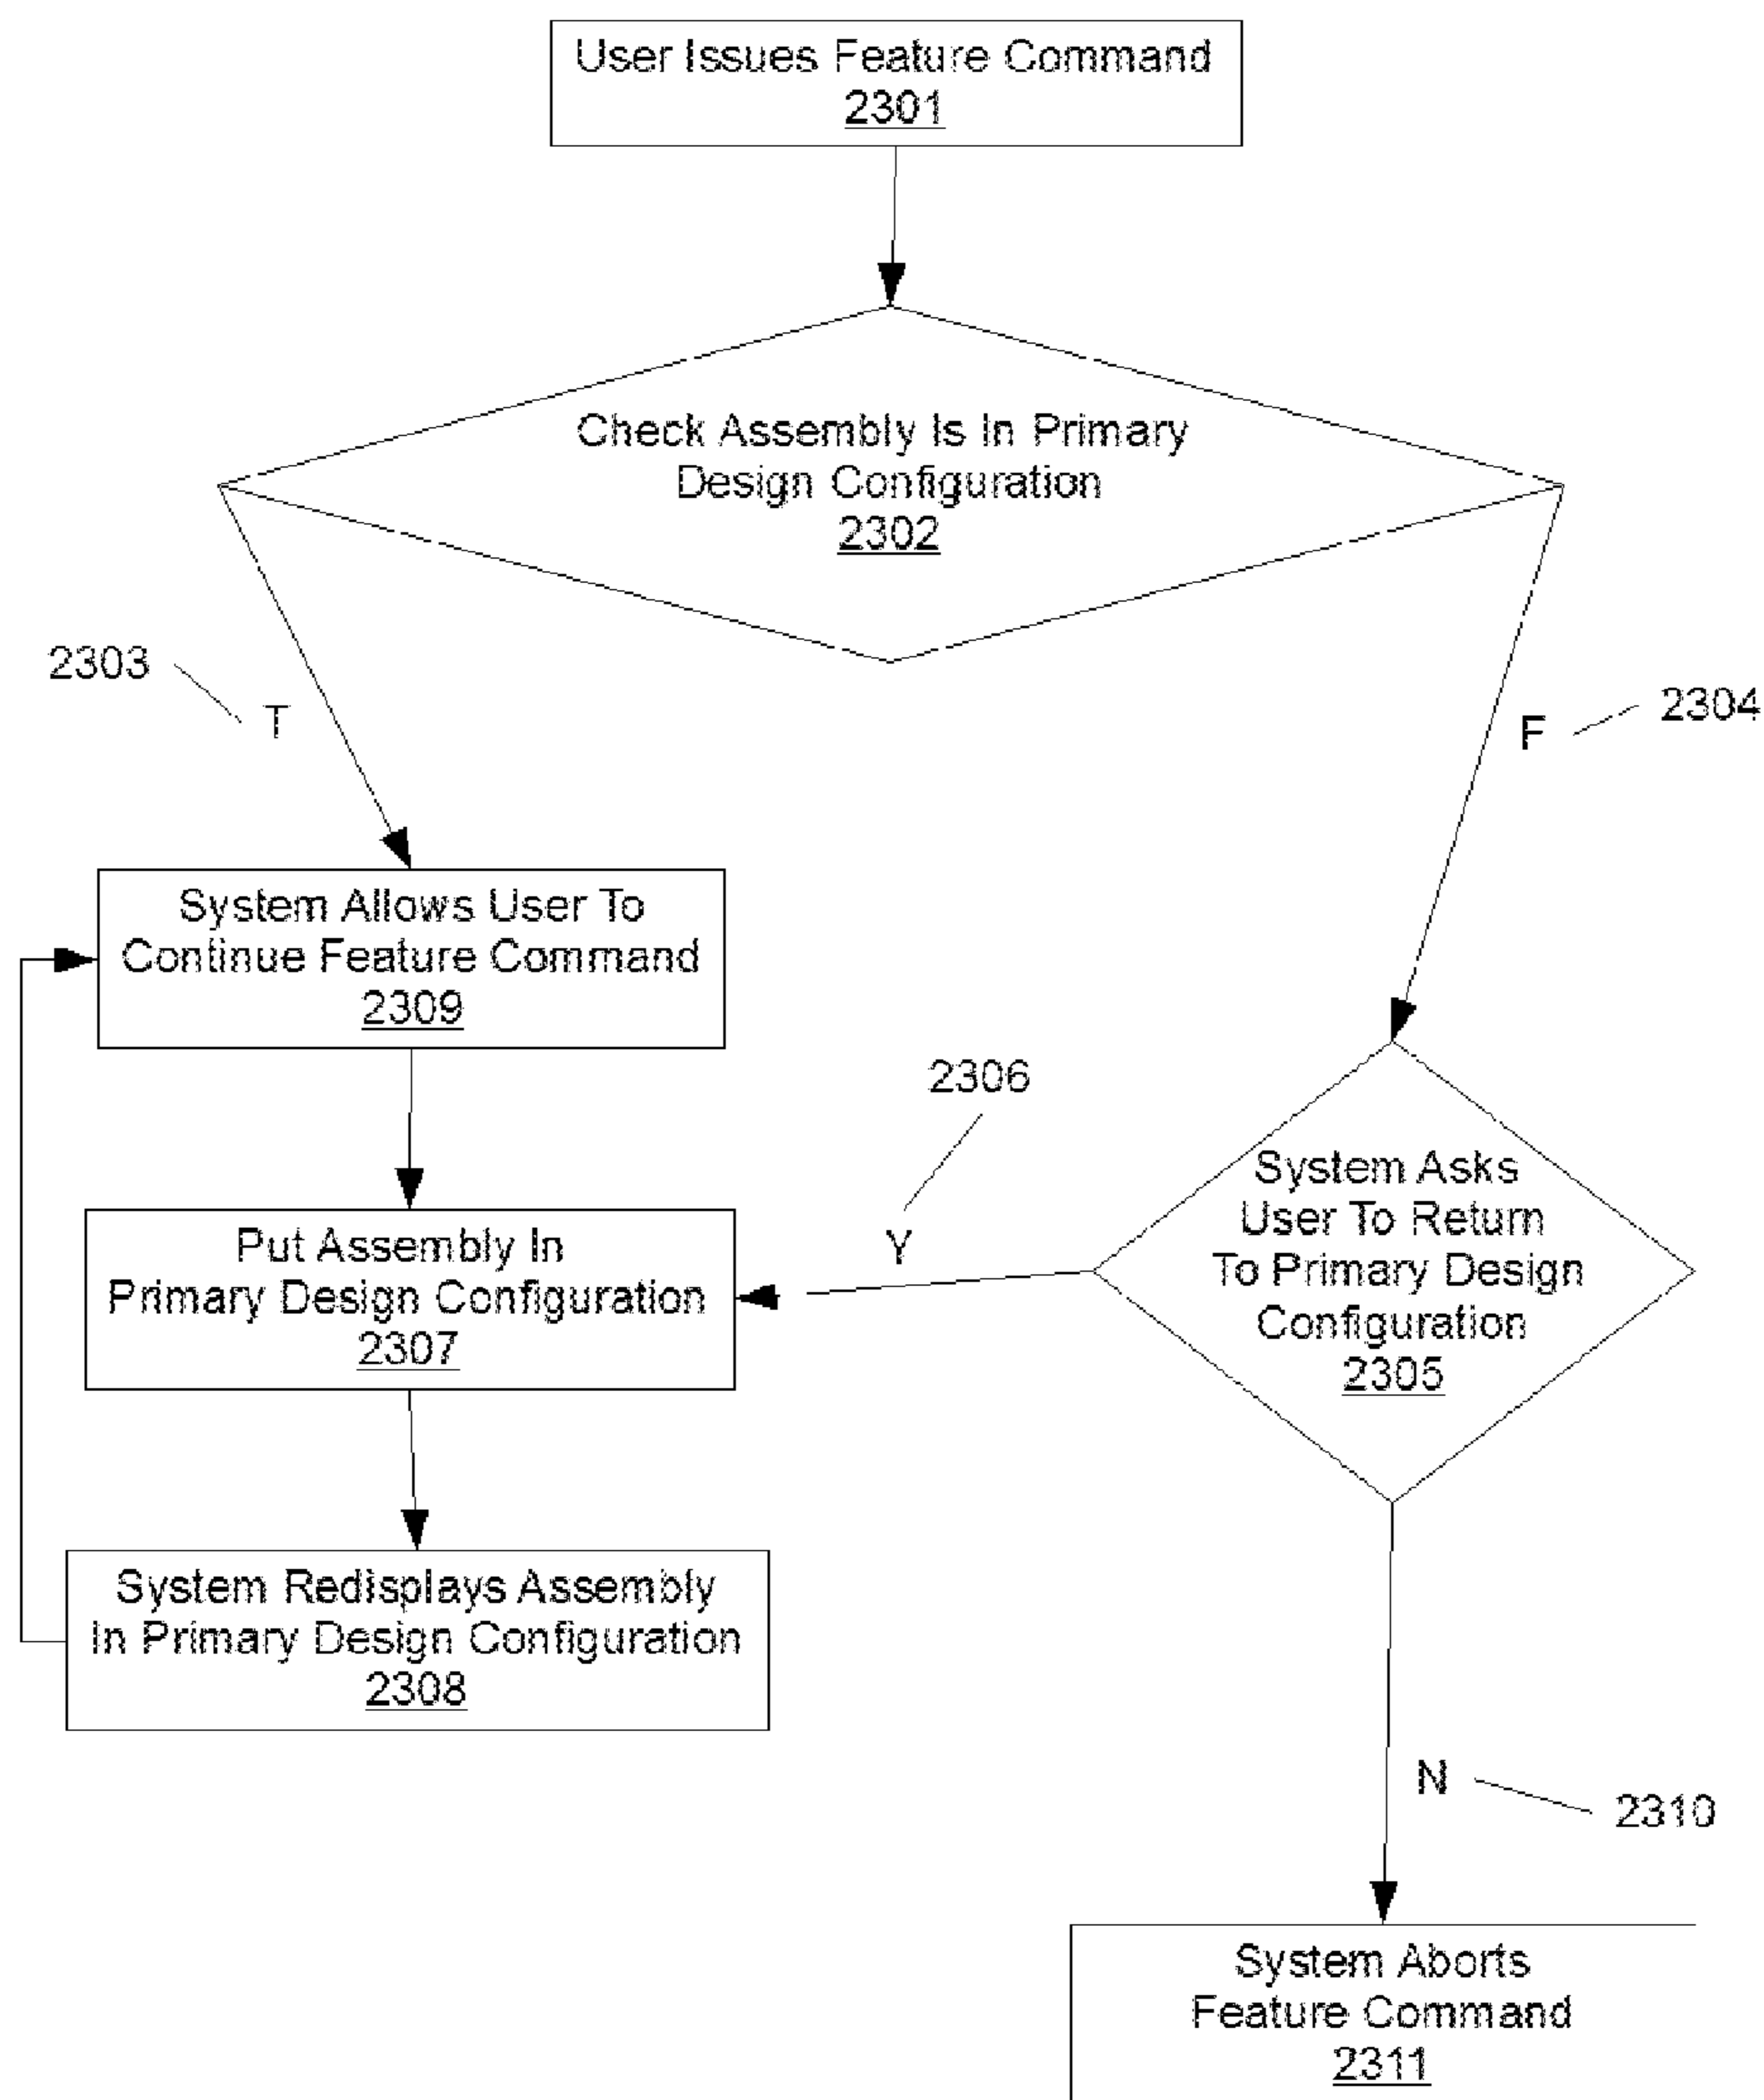 User Issues Feature Command
2301
Check Assembly Is In Primary
Design Configuration
2302
2303
T
F
2304
System Allows User To
Continue Feature Command
2309
2306
Y
System Asks
User To Return
To Primary Design
Configuration
2305
Put Assembly In
Primary Design Configuration
2307
System Redisplays Assembly
In Primary Design Configuration
2308
N
2310
System Aborts
Feature Command
2311